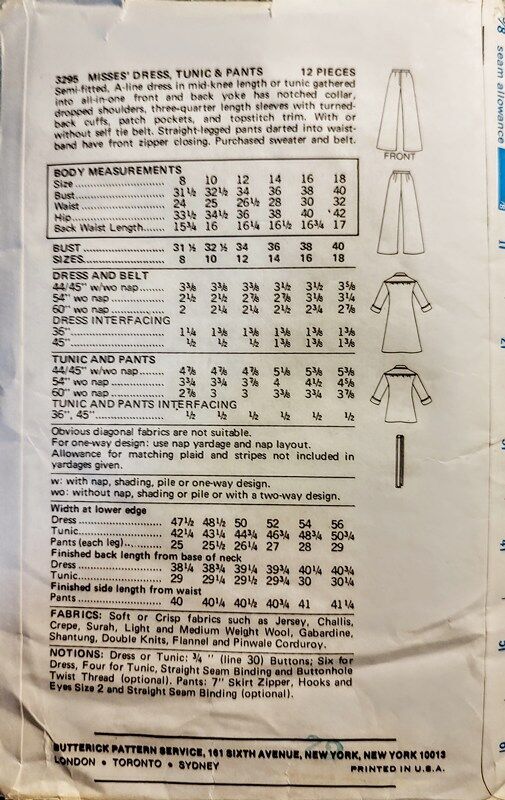 3295 MISSES' DRESS, TUNIC & PANTS 12 PIECES
Semi-fitted, A-line dress in mid-knee length or tunic gathered
into all-in-one front and back yoke has notched collar,
dropped shoulders, three-quarter length sleeves with turned-
back cuffs, patch pockets, and topstitch trim. With or
without self tie belt. Straight-legged pants darted into waist-
band have front zipper closing. Purchased sweater and belt.
FRONT
BODY MEASUREMENTS
Size 8 10 12 14 16 18
Bust 31½ 32½ 34 36 38 40
Waist 24 25 26½ 28 30 32
Hip 33½ 34½ 36 38 40 42
Back Waist Length 15¾ 16 16¼ 16½ 16¾ 17
BUST 31½ 32½ 34 36 38 40
SIZES 8 10 12 14 16 18
DRESS AND BELT
44/45" w/wo nap 3⅜ 3⅜ 3⅜ 3½ 3½ 3⅝
54" wo nap 2½ 2½ 2⅞ 2⅞ 3⅛ 3¼
60" wo nap 2 2¼ 2¼ 2½ 2¾ 2⅞
DRESS INTERFACING
36" 1¼ 1⅜ 1⅜ 1⅜ 1⅜ 1⅜
45" ½ ½ ½ 1⅜ 1⅜ 1⅜
TUNIC AND PANTS
44/45" w/wo nap 4⅞ 4⅞ 4⅞ 5⅛ 5⅜ 5⅜
54" wo nap 3¾ 3¾ 3⅞ 4 4½ 4⅝
60" wo nap 2⅞ 3 3 3⅜ 3¾ 3⅞
TUNIC AND PANTS INTERFACING
36", 45" ½ ½ ½ ½ ½ ½
Obvious diagonal fabrics are not suitable.
For one-way design: use nap yardage and nap layout.
Allowance for matching plaid and stripes not included in
yardages given.
w: with nap, shading, pile or one-way design.
wo: without nap, shading or pile or with a two-way design.
Width at lower edge
Dress 47½ 48½ 50 52 54 56
Tunic 42¼ 43¼ 44¾ 46¾ 48¾ 50¾
Pants (each leg) 25 25½ 26¼ 27 28 29
Finished back length from base of neck
Dress 38¼ 38¾ 39¼ 39¾ 40¼ 40¾
Tunic 29 29¼ 29½ 29¾ 30 30¼
Finished side length from waist
Pants 40 40¼ 40½ 40¾ 41 41¼
FABRICS: Soft or Crisp fabrics such as Jersey, Challis,
Crepe, Surah, Light and Medium Weight Wool, Gabardine,
Shantung, Double Knits, Flannel and Pinwale Corduroy.
NOTIONS: Dress or Tunic: ¾" (line 30) Buttons; Six for
Dress, Four for Tunic, Straight Seam Binding and Buttonhole
Twist Thread (optional). Pants: 7" Skirt Zipper, Hooks and
Eyes Size 2 and Straight Seam Binding (optional).
BUTTERICK PATTERN SERVICE, 161 SIXTH AVENUE, NEW YORK, NEW YORK 10013
LONDON • TORONTO • SYDNEY PRINTED IN U.S.A.
seam allowance